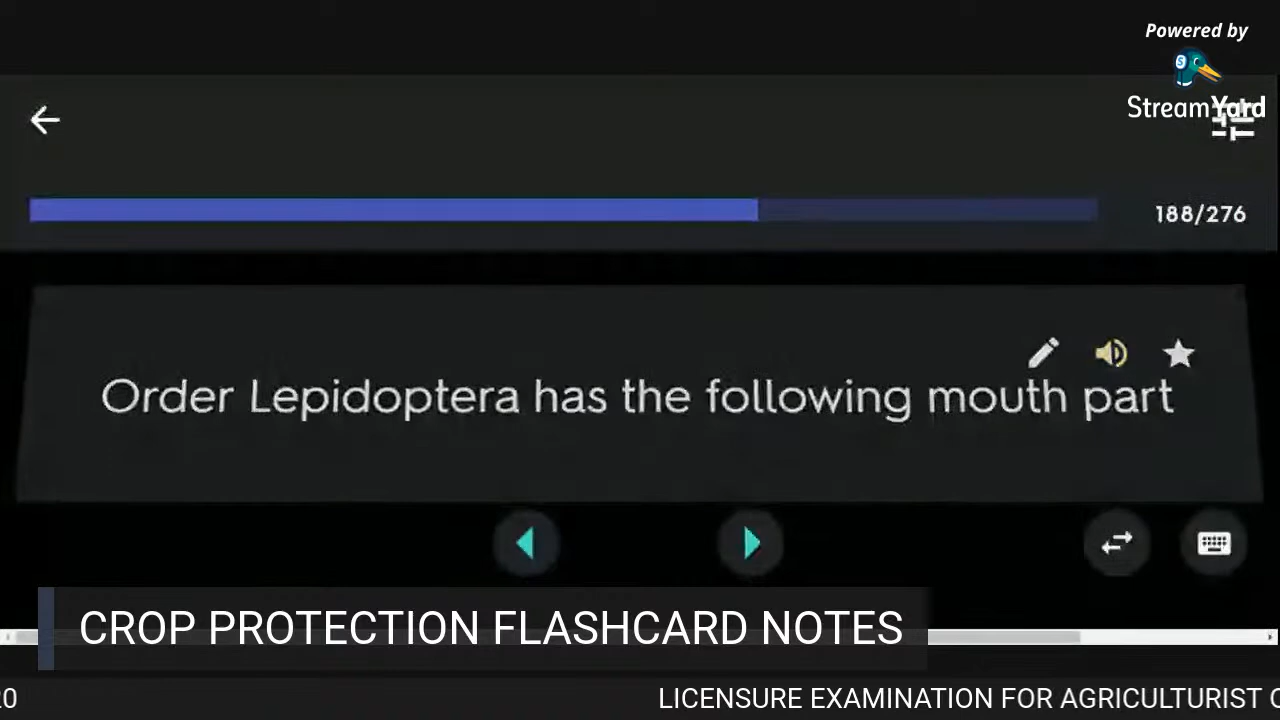 Powered by
StreamYard
188/276
Order Lepidoptera has the following mouth part
CROP PROTECTION FLASHCARD NOTES
20
LICENSURE EXAMINATION FOR AGRICULTURIST